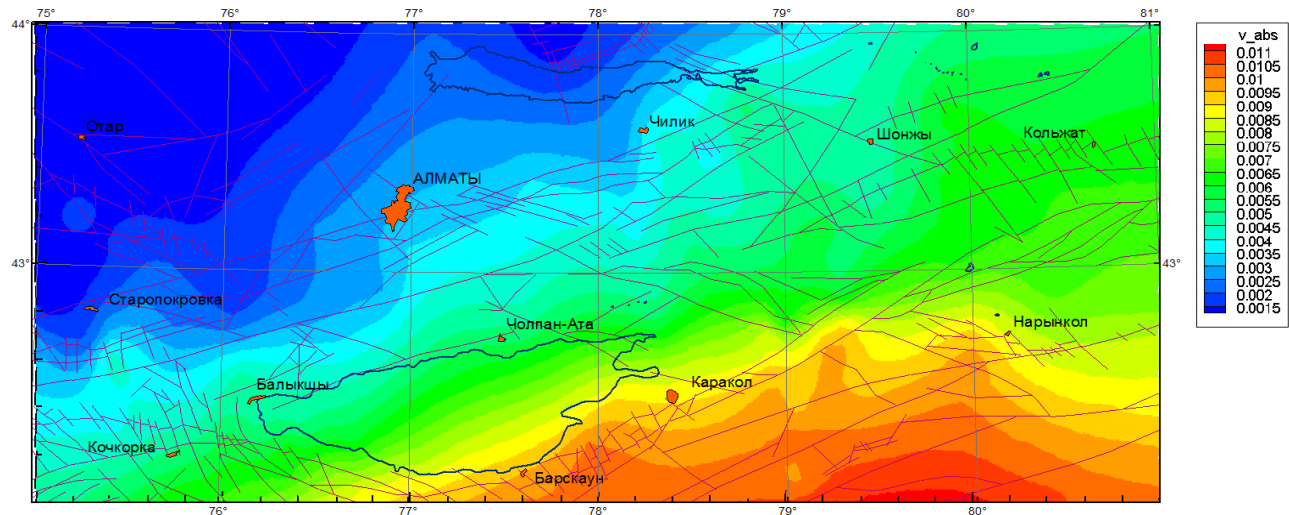 75° 76° 77° 78° 79° 80° 81°
44°
v_abs
0.011
0.0105
0.01
0.0095
0.009
0.0085
0.008
0.0075
0.007
0.0065
0.006
0.0055
0.005
0.0045
0.004
0.0035
0.003
0.0025
0.002
0.0015
Чилик
Отар
Шонжы
Кольжат
АЛМАТЫ
43° 43°
Старопокровка
Чолпан-Ата
Нарынкол
Балыкшы
Каракол
Кочкорка
Барскаун
76° 77° 78° 79° 80°